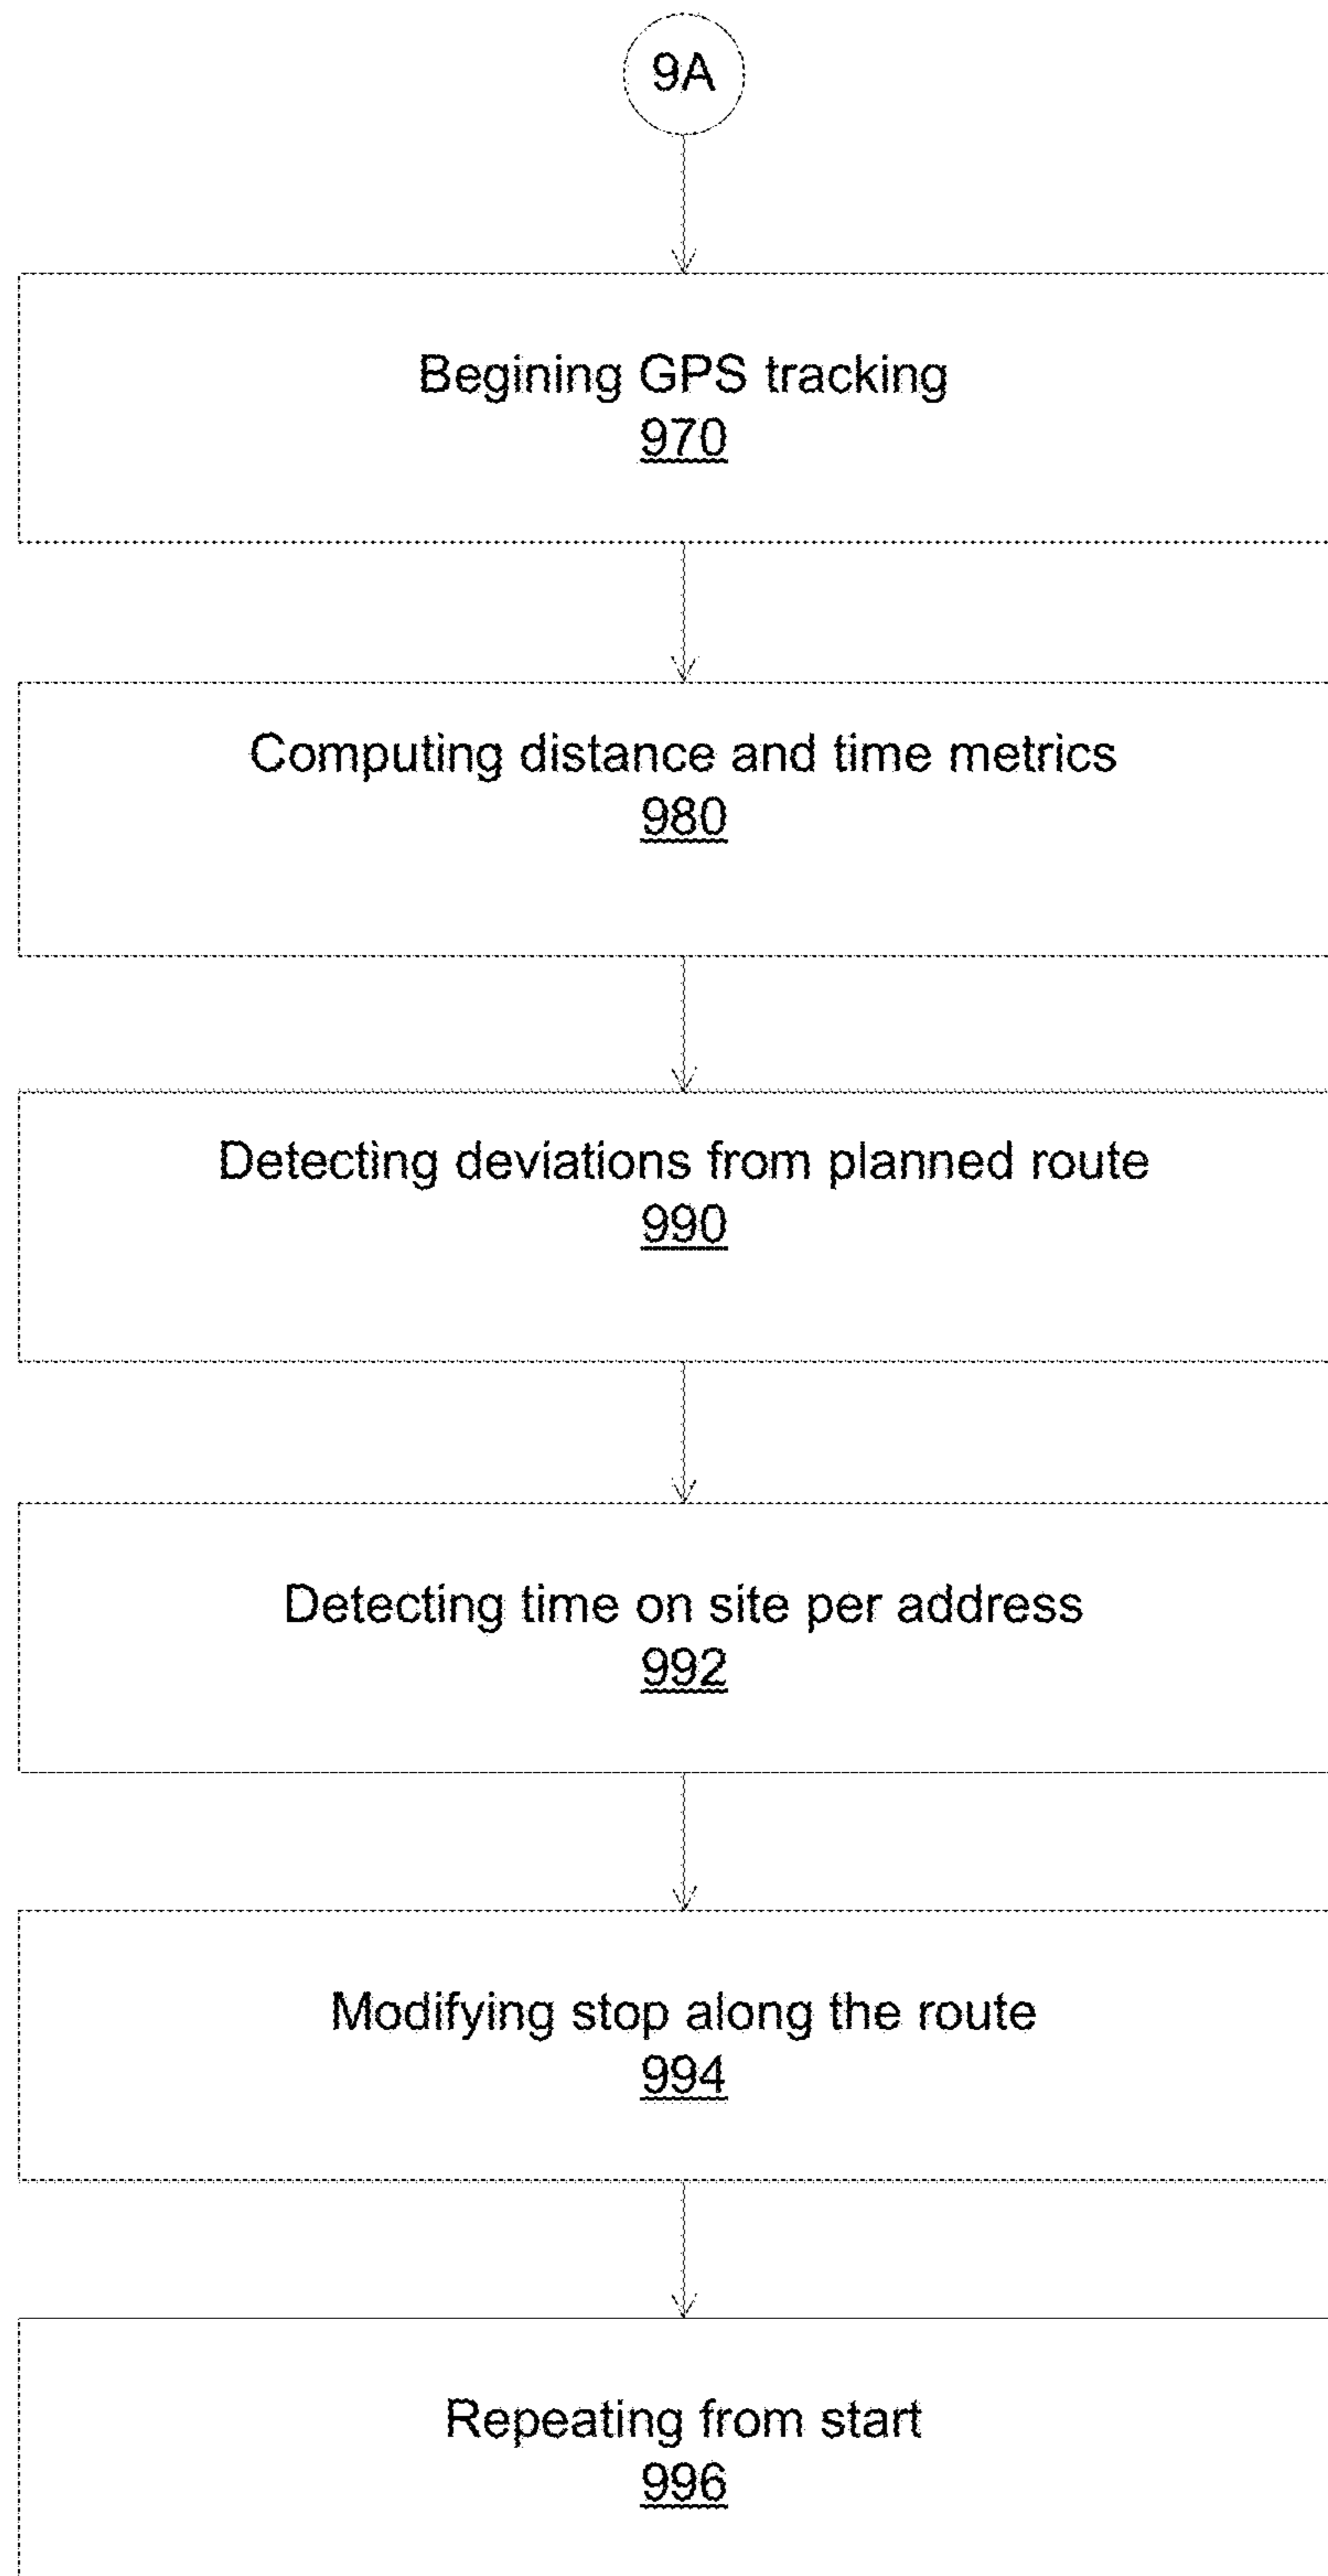 9A
Begining GPS tracking
970
Computing distance and time metrics
980
Detecting deviations from planned route
990
Detecting time on site per address
992
Modifying stop along the route
994
Repeating from start
996